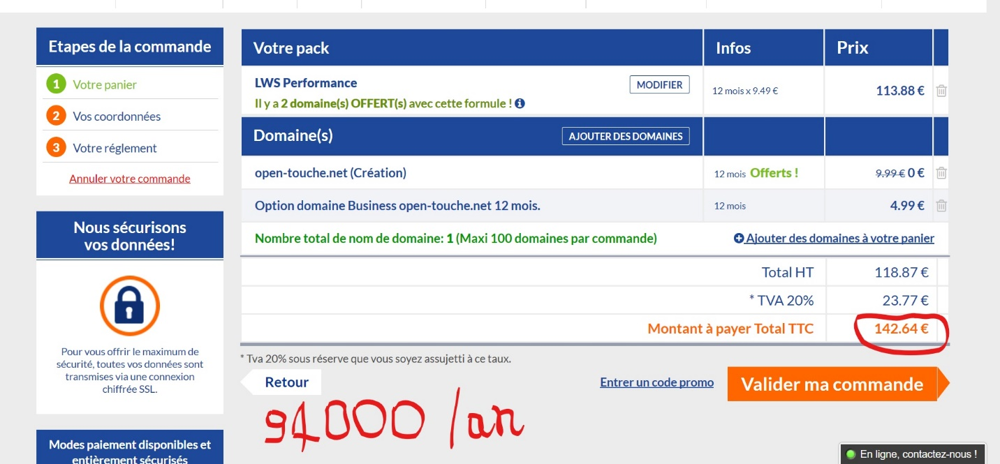 Etapes de la commande
1 Votre panier
2 Vos coordonnées
3 Votre réglement
Annuler votre commande
Nous sécurisons
vos données!
Pour vous offrir le maximum de
sécurité, toutes vos données sont
transmises via une connexion
chiffrée SSL.
Modes paiement disponibles et
entièrement sécurisés
Votre pack Infos Prix
LWS Performance MODIFIER 12 mois x 9.49 € 113.88 €
Il y a 2 domaine(s) OFFERT(s) avec cette formule !
Domaine(s) AJOUTER DES DOMAINES
open-touche.net (Création) 12 mois Offerts ! 9.99 € 0 €
Option domaine Business open-touche.net 12 mois. 12 mois 4.99 €
Nombre total de nom de domaine: 1 (Maxi 100 domaines par commande) Ajouter des domaines à votre panier
Total HT 118.87 €
* TVA 20% 23.77 €
Montant à payer Total TTC 142.64 €
* Tva 20% sous réserve que vous soyez assujetti à ce taux.
Retour Entrer un code promo Valider ma commande
94000 /an
En ligne, contactez-nous !